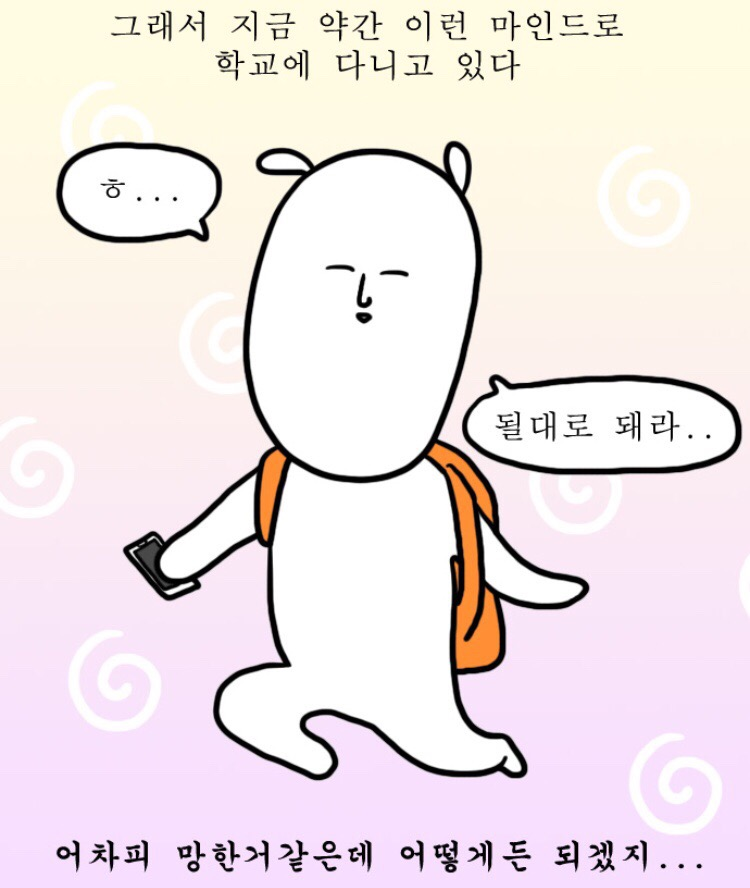 그래서 지금 약간 이런 마인드로
학교에 다니고 있다
ㅎ...
될대로 돼라..
어차피 망한거같은데 어떻게든 되겠지...